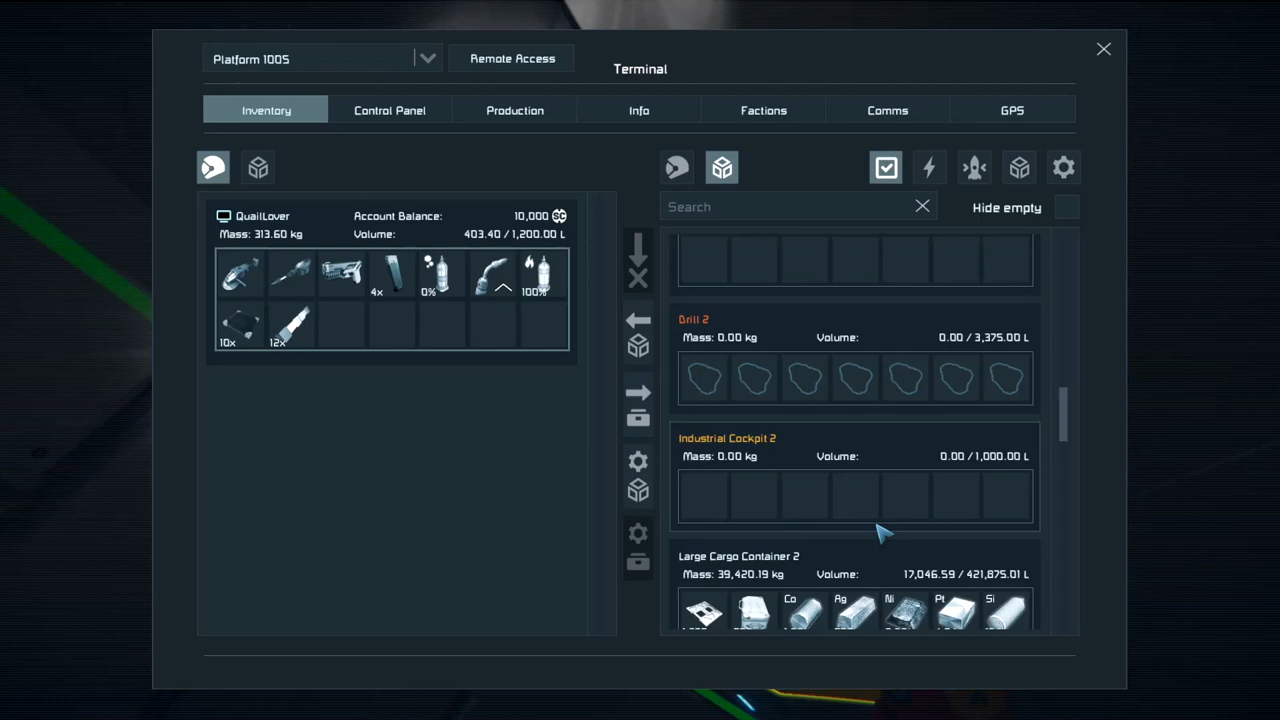 Platform 1005
Remote Access
Terminal
Inventory
Control Panel
Production
Info
Factions
Comms
GPS
Search
Hide empty
QuailLover
Account Balance:
10,000 SC
Mass: 313.60 kg
Volume:
403.40 / 1,200.00 L
4x
0%
100%
10x
12x
Drill 2
Mass: 0.00 kg
Volume:
0.00 / 3,375.00 L
Industrial Cockpit 2
Mass: 0.00 kg
Volume:
0.00 / 1,000.00 L
Large Cargo Container 2
Mass: 39,420.19 kg
Volume:
17,046.59 / 421,875.01 L
Co
Ag
Ni
Pt
Si